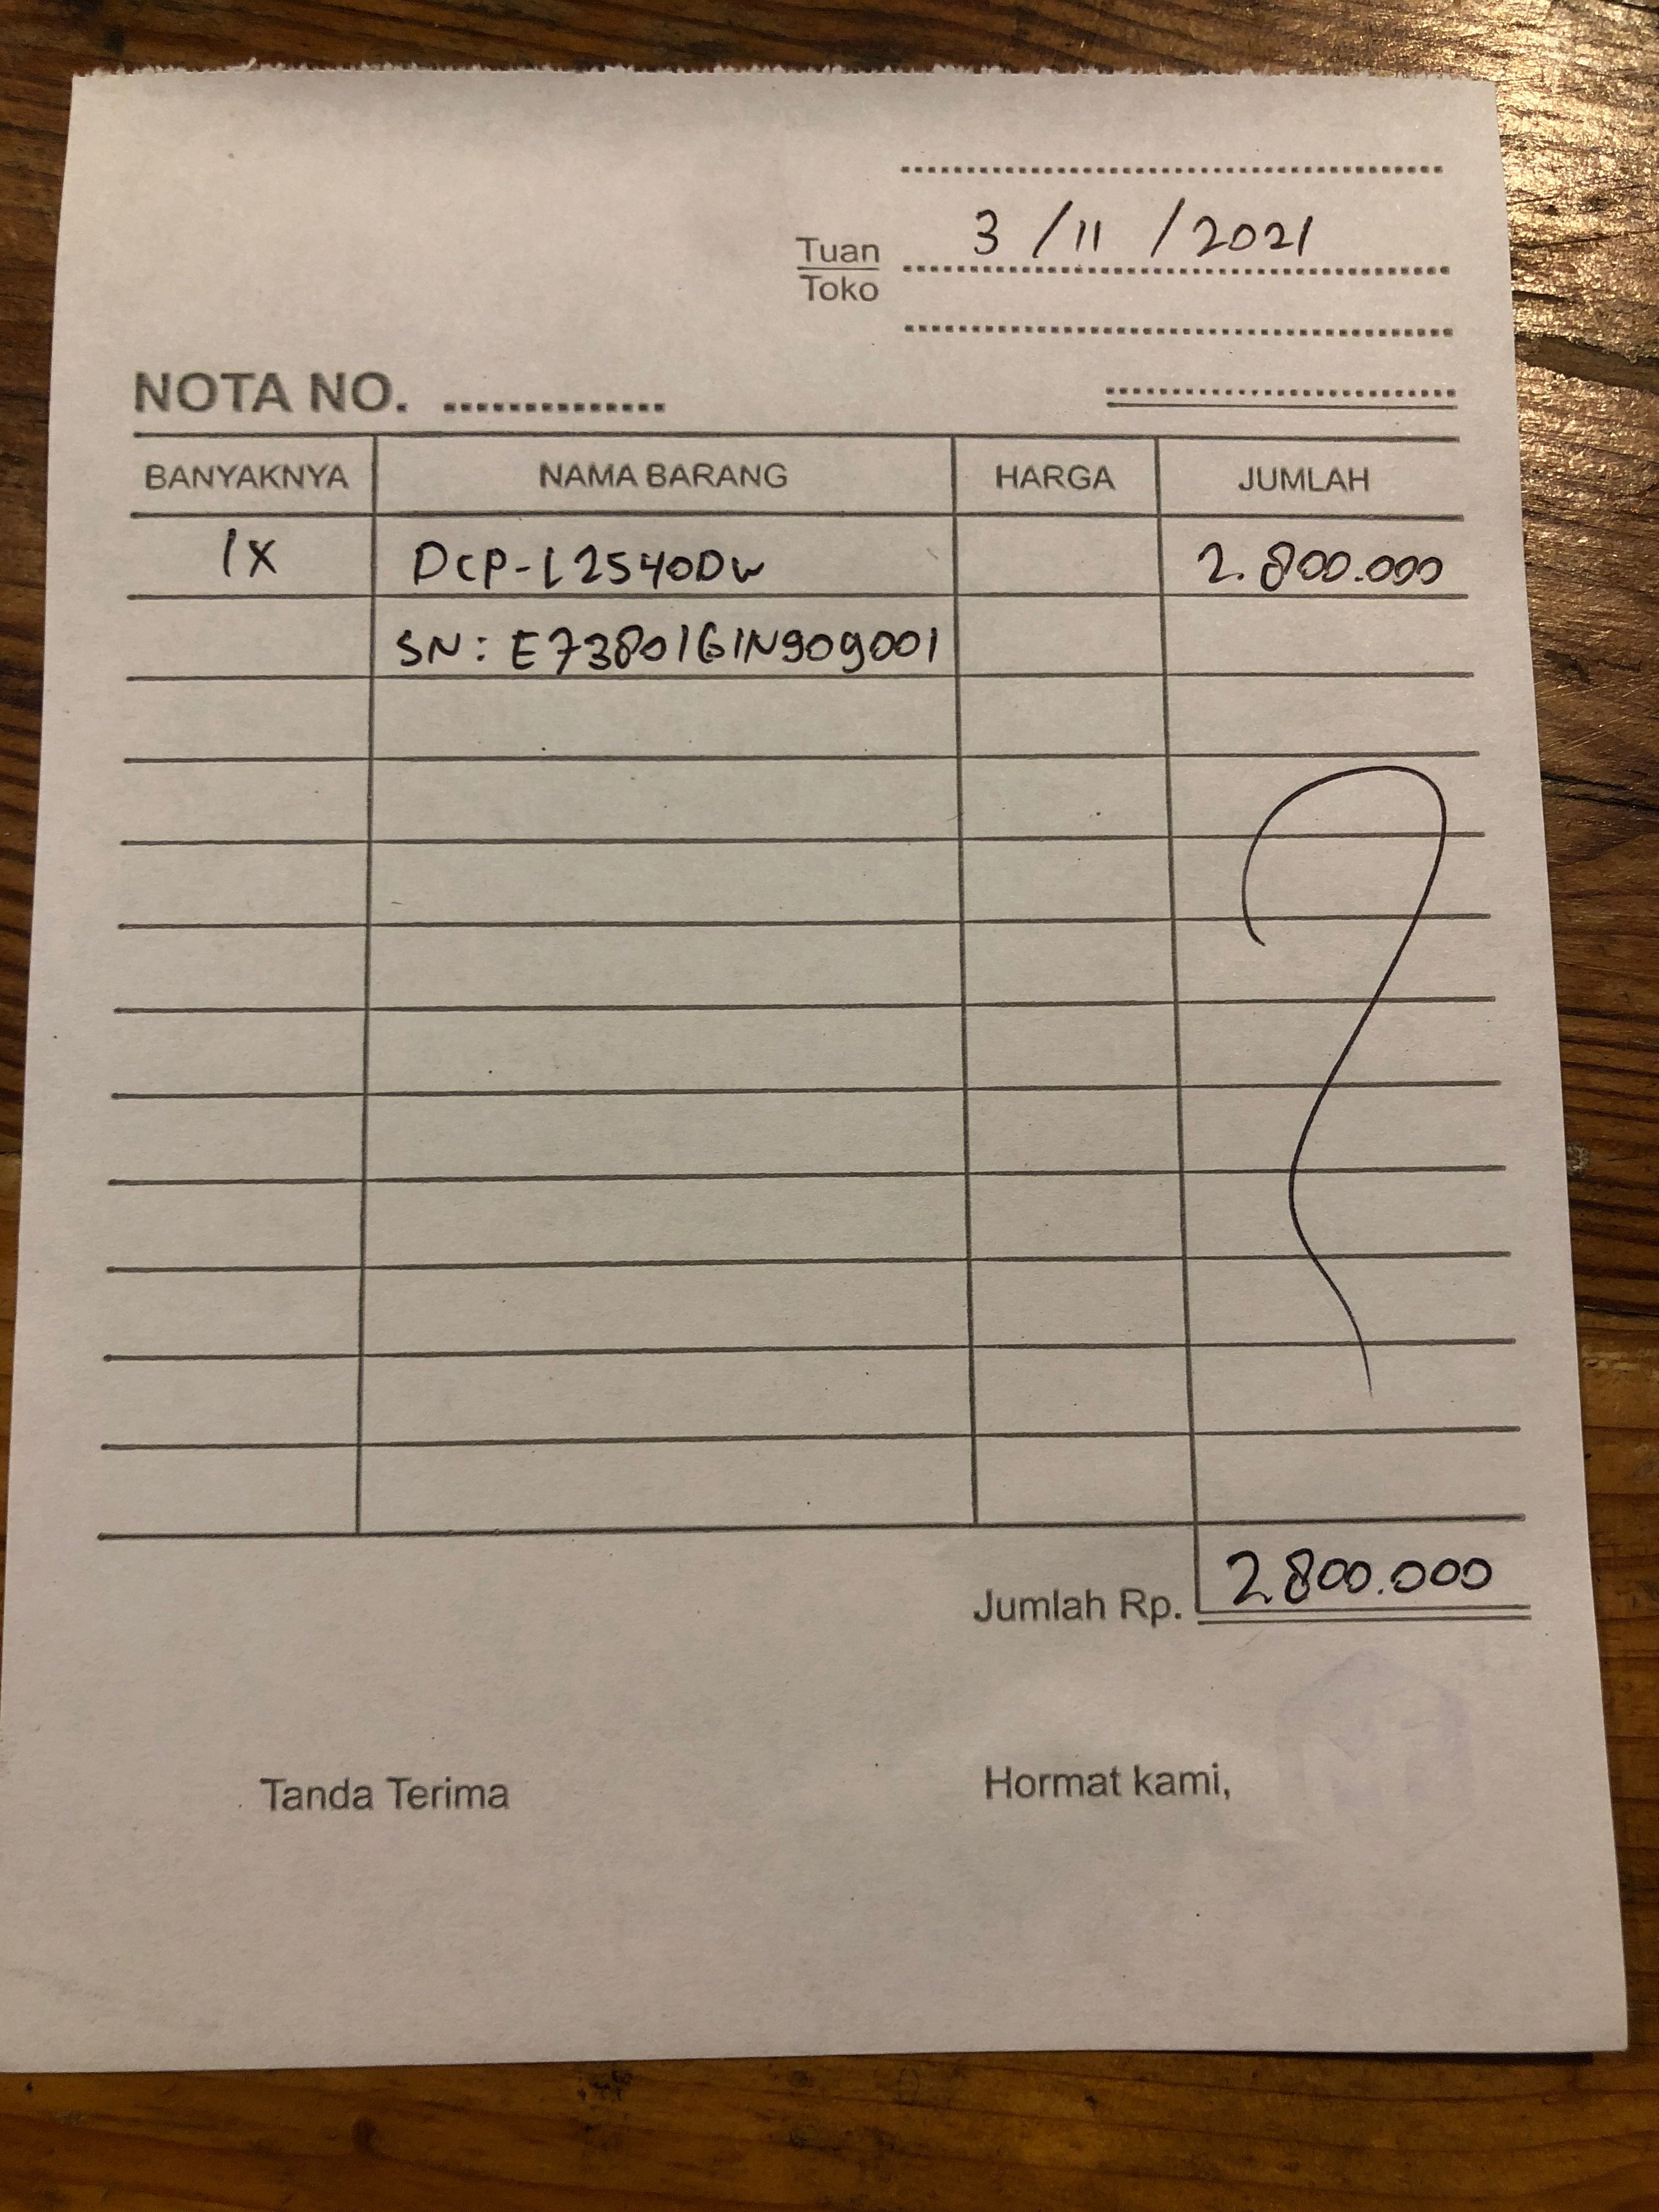 3 / 11 / 2021
Tuan
Toko
NOTA NO.
BANYAKNYA NAMA BARANG HARGA JUMLAH
1X DCP-L2540DW 2.800.000
SN: E73801G1N909001
Jumlah Rp. 2.800.000
Tanda Terima Hormat kami,